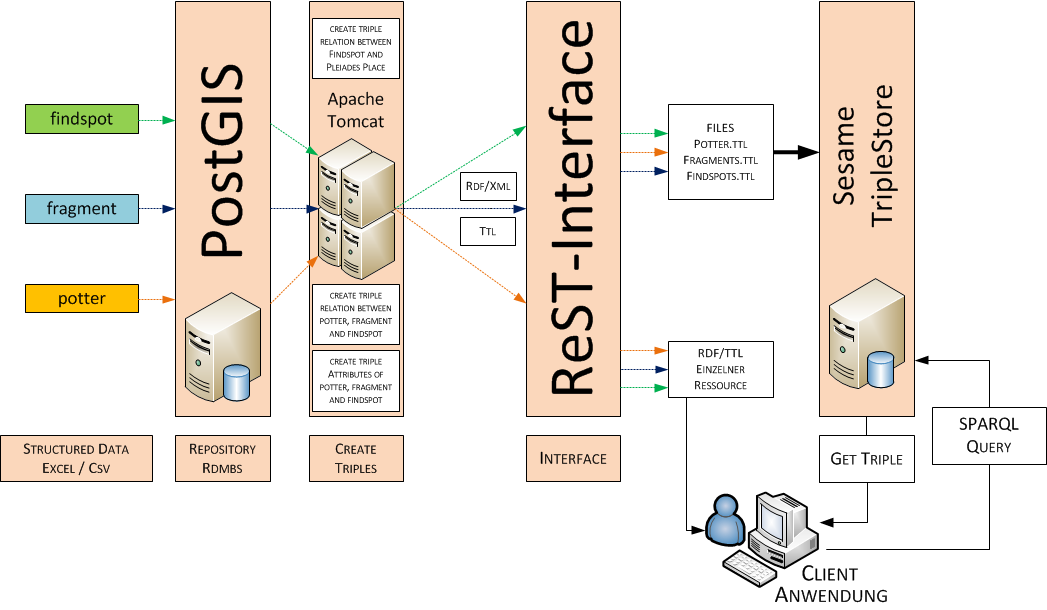 findspot
fragment
potter
STRUCTURED DATA
EXCEL / CSV
PostGIS
REPOSITORY
RDMBS
CREATE TRIPLE
RELATION BETWEEN
FINDSPOT AND
PLEIADES PLACE
Apache
Tomcat
CREATE TRIPLE
RELATION BETWEEN
POTTER, FRAGMENT
AND FINDSPOT
CREATE TRIPLE
ATTRIBUTES OF
POTTER, FRAGMENT
AND FINDSPOT
CREATE
TRIPLES
RDF/XML
TTL
ReST-Interface
INTERFACE
FILES
POTTER.TTL
FRAGMENTS.TTL
FINDSPOTS.TTL
RDF/TTL
EINZELNER
RESSOURCE
Sesame
TripleStore
GET TRIPLE
SPARQL
QUERY
CLIENT
ANWENDUNG